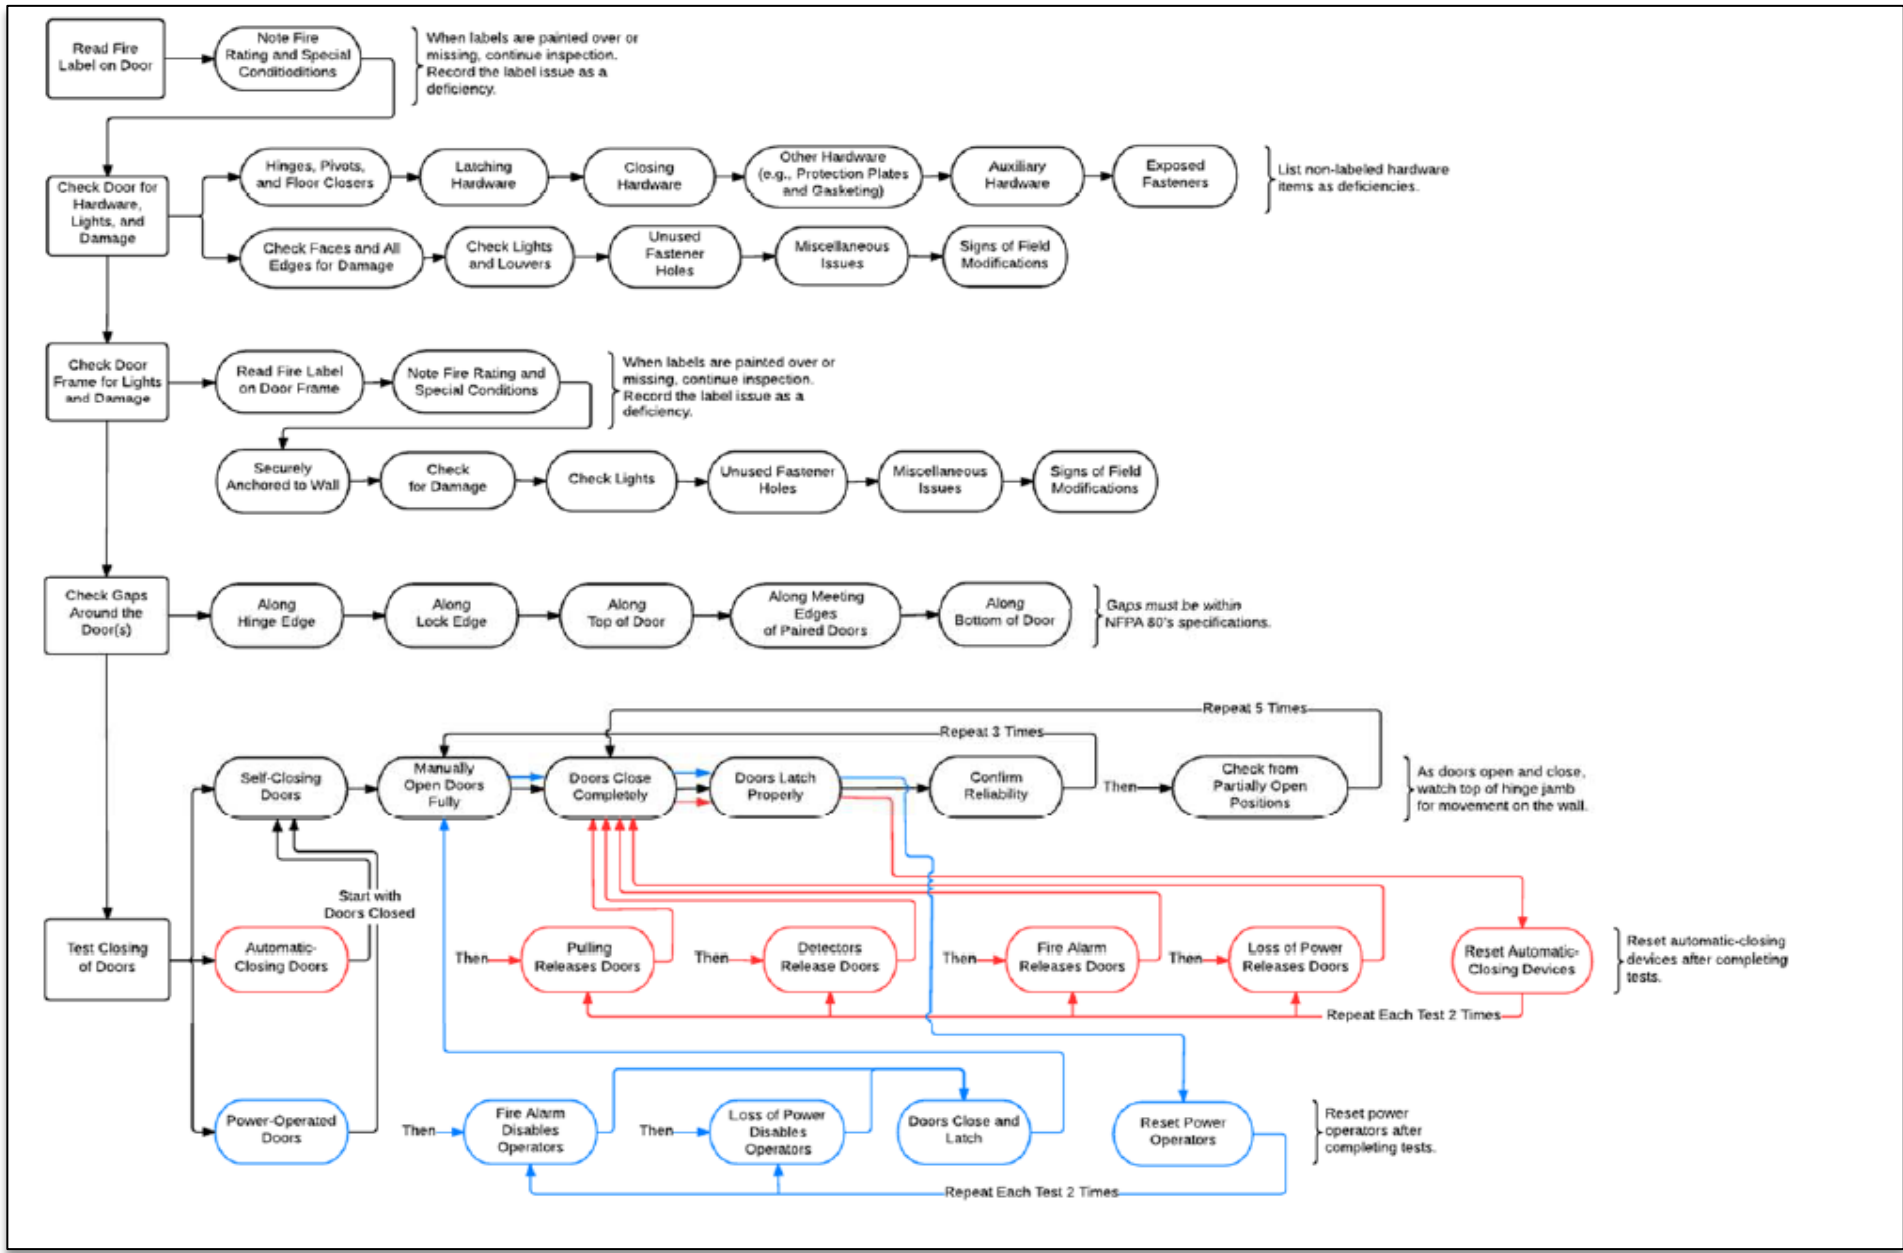 Read Fire
Label on Door
Note Fire
Rating and Special
Conditioditions
When labels are painted over or
missing, continue inspection.
Record the label issue as a
deficiency.
Check Door for
Hardware,
Lights, and
Damage
Hinges, Pivots,
and Floor Closers
Latching
Hardware
Closing
Hardware
Other Hardware
(e.g., Protection Plates
and Gasketing)
Auxiliary
Hardware
Exposed
Fasteners
List non-labeled hardware
items as deficiencies.
Check Faces and All
Edges for Damage
Check Lights
and Louvers
Unused
Fastener
Holes
Miscellaneous
Issues
Signs of Field
Modifications
Check Door
Frame for Lights
and Damage
Read Fire Label
on Door Frame
Note Fire Rating and
Special Conditions
When labels are painted over or
missing, continue inspection.
Record the label issue as a
deficiency.
Securely
Anchored to Wall
Check
for Damage
Check Lights
Unused Fastener
Holes
Miscellaneous
Issues
Signs of Field
Modifications
Check Gaps
Around the
Door(s)
Along
Hinge Edge
Along
Lock Edge
Along
Top of Door
Along Meeting
Edges
of Paired Doors
Along
Bottom of Door
Gaps must be within
NFPA 80's specifications.
Repeat 5 Times
Repeat 3 Times
Self-Closing
Doors
Manually
Open Doors
Fully
Doors Close
Completely
Doors Latch
Properly
Confirm
Reliability
Then
Check from
Partially Open
Positions
As doors open and close,
watch top of hinge jamb
for movement on the wall.
Start with
Doors Closed
Test Closing
of Doors
Automatic-
Closing Doors
Then
Pulling
Releases Doors
Then
Detectors
Release Doors
Then
Fire Alarm
Releases Doors
Then
Loss of Power
Releases Doors
Reset Automatic-
Closing Devices
Reset automatic-closing
devices after completing
tests.
Repeat Each Test 2 Times
Power-Operated
Doors
Then
Fire Alarm
Disables
Operators
Then
Loss of Power
Disables
Operators
Doors Close and
Latch
Reset Power
Operators
Reset power
operators after
completing tests.
Repeat Each Test 2 Times